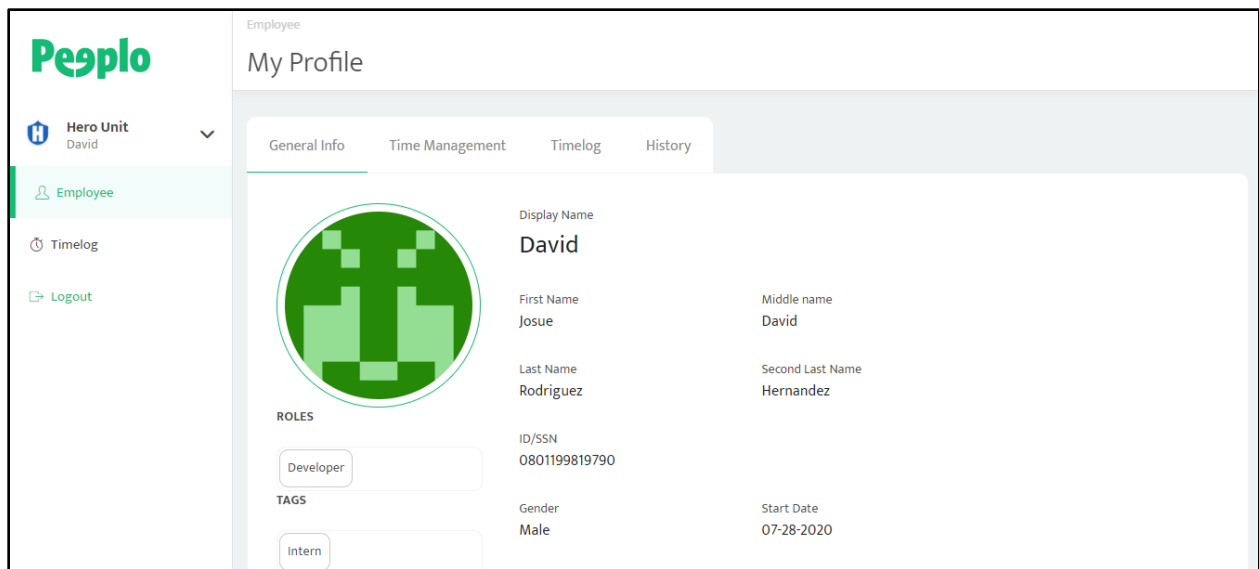 Peeplo
Hero Unit
David
Employee
Timelog
Logout
Employee
My Profile
General Info Time Management Timelog History
ROLES
Developer
TAGS
Intern
Display Name
David
First Name Middle name
Josue David
Last Name Second Last Name
Rodriguez Hernandez
ID/SSN
0801199819790
Gender Start Date
Male 07-28-2020